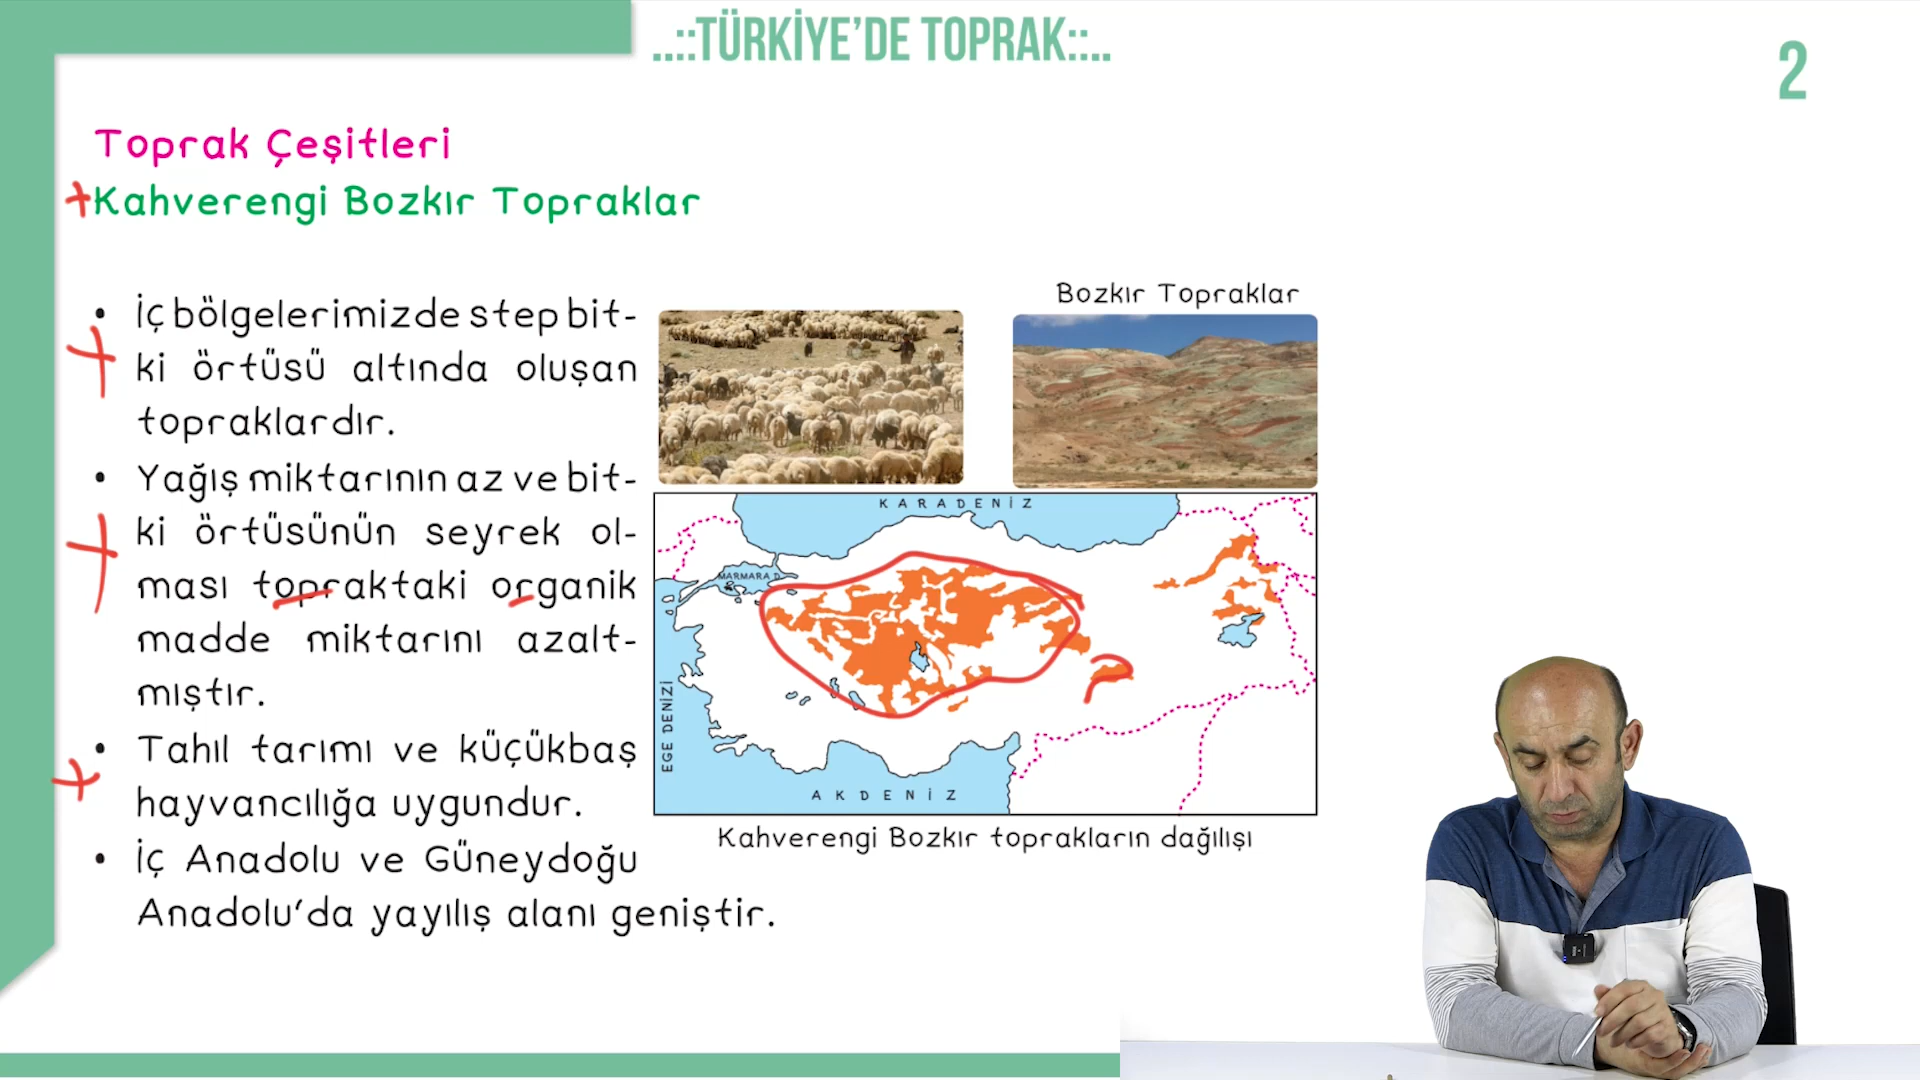 ..::TÜRKİYE'DE TOPRAK::..
2
Toprak Çeşitleri
Kahverengi Bozkır Topraklar
• İç bölgelerimizde step bit-
ki örtüsü altında oluşan
topraklardır.
• Yağış miktarının az ve bit-
ki örtüsünün seyrek ol-
ması topraktaki organik
madde miktarını azalt-
mıştır.
• Tahıl tarımı ve küçükbaş
hayvancılığa uygundur.
• İç Anadolu ve Güneydoğu
Anadolu'da yayılış alanı geniştir.
Bozkır Topraklar
KARADENİZ
MARMARA D.
EGE DENİZİ
AKDENİZ
Kahverengi Bozkır toprakların dağılışı